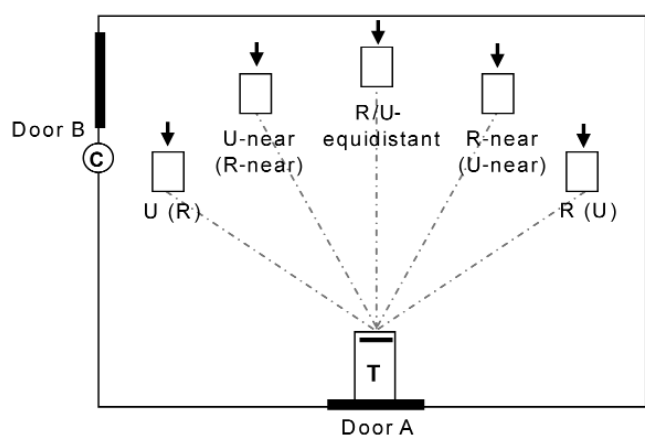 Door B
C
U (R)
U-near
(R-near)
R/U-
equidistant
R-near
(U-near)
R (U)
T
Door A